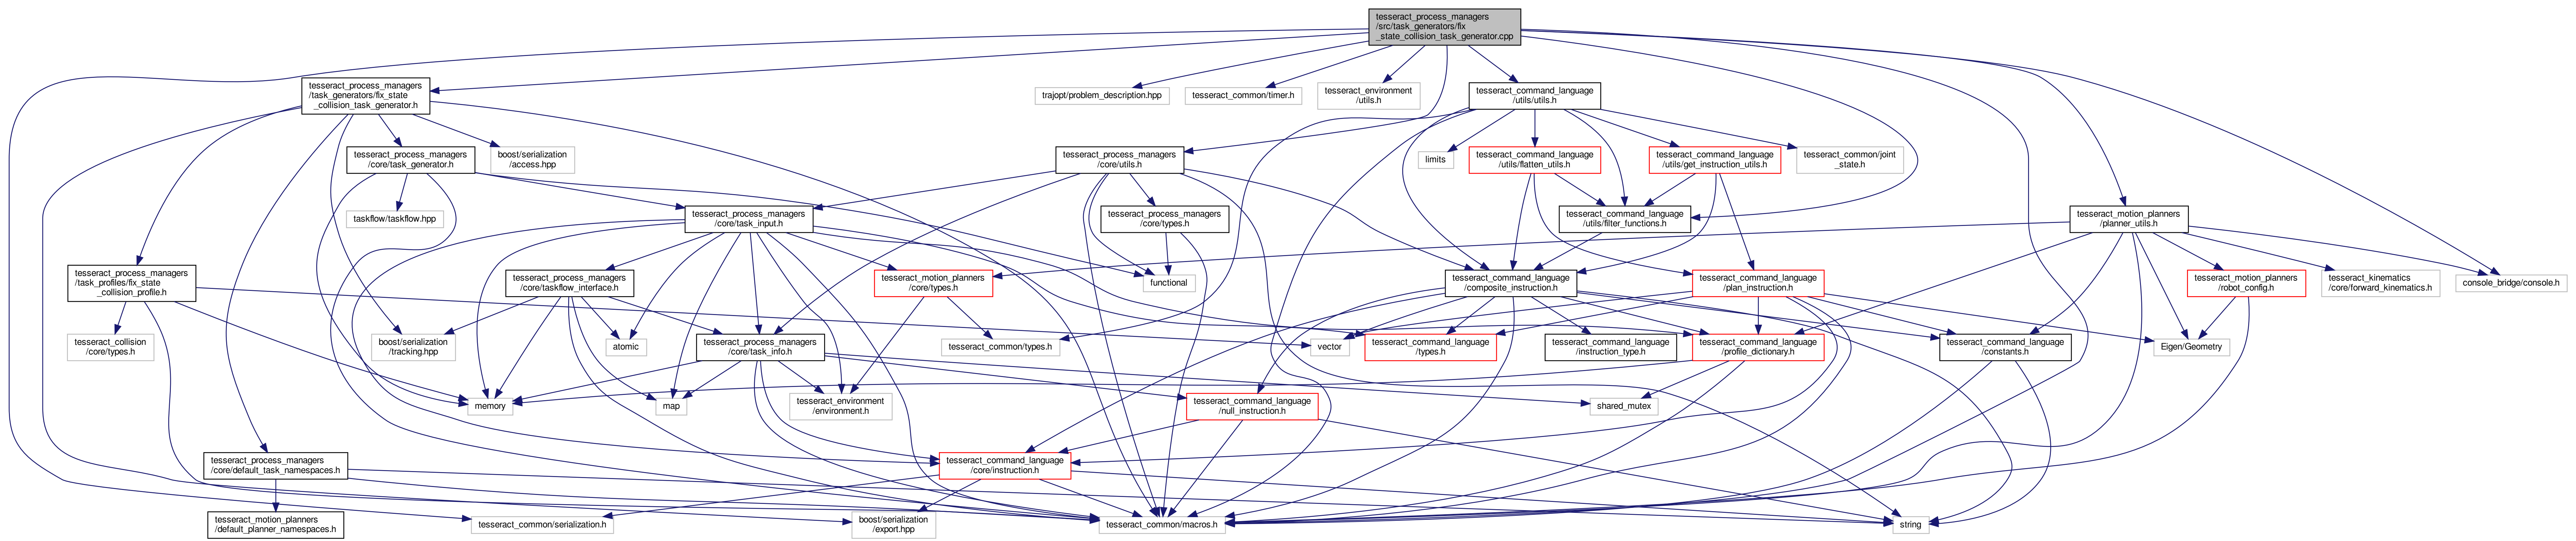 tesseract_process_managers
/src/task_generators/fix
_state_collision_task_generator.cpp
tesseract_process_managers
/task_generators/fix_state
_collision_task_generator.h
trajopt/problem_description.hpp
tesseract_common/timer.h
tesseract_environment
/utils.h
tesseract_command_language
/utils/utils.h
tesseract_process_managers
/core/task_generator.h
boost/serialization
/access.hpp
tesseract_process_managers
/core/utils.h
limits
tesseract_command_language
/utils/flatten_utils.h
tesseract_command_language
/utils/get_instruction_utils.h
tesseract_common/joint
_state.h
taskflow/taskflow.hpp
tesseract_process_managers
/core/task_input.h
tesseract_process_managers
/core/types.h
tesseract_command_language
/utils/filter_functions.h
tesseract_motion_planners
/planner_utils.h
tesseract_process_managers
/task_profiles/fix_state
_collision_profile.h
tesseract_process_managers
/core/taskflow_interface.h
tesseract_motion_planners
/core/types.h
functional
tesseract_command_language
/composite_instruction.h
tesseract_command_language
/plan_instruction.h
tesseract_motion_planners
/robot_config.h
tesseract_kinematics
/core/forward_kinematics.h
console_bridge/console.h
tesseract_collision
/core/types.h
boost/serialization
/tracking.hpp
atomic
tesseract_process_managers
/core/task_info.h
tesseract_common/types.h
vector
tesseract_command_language
/types.h
tesseract_command_language
/instruction_type.h
tesseract_command_language
/profile_dictionary.h
tesseract_command_language
/constants.h
Eigen/Geometry
memory
map
tesseract_environment
/environment.h
tesseract_command_language
/null_instruction.h
shared_mutex
tesseract_process_managers
/core/default_task_namespaces.h
tesseract_command_language
/core/instruction.h
tesseract_motion_planners
/default_planner_namespaces.h
tesseract_common/serialization.h
boost/serialization
/export.hpp
tesseract_common/macros.h
string